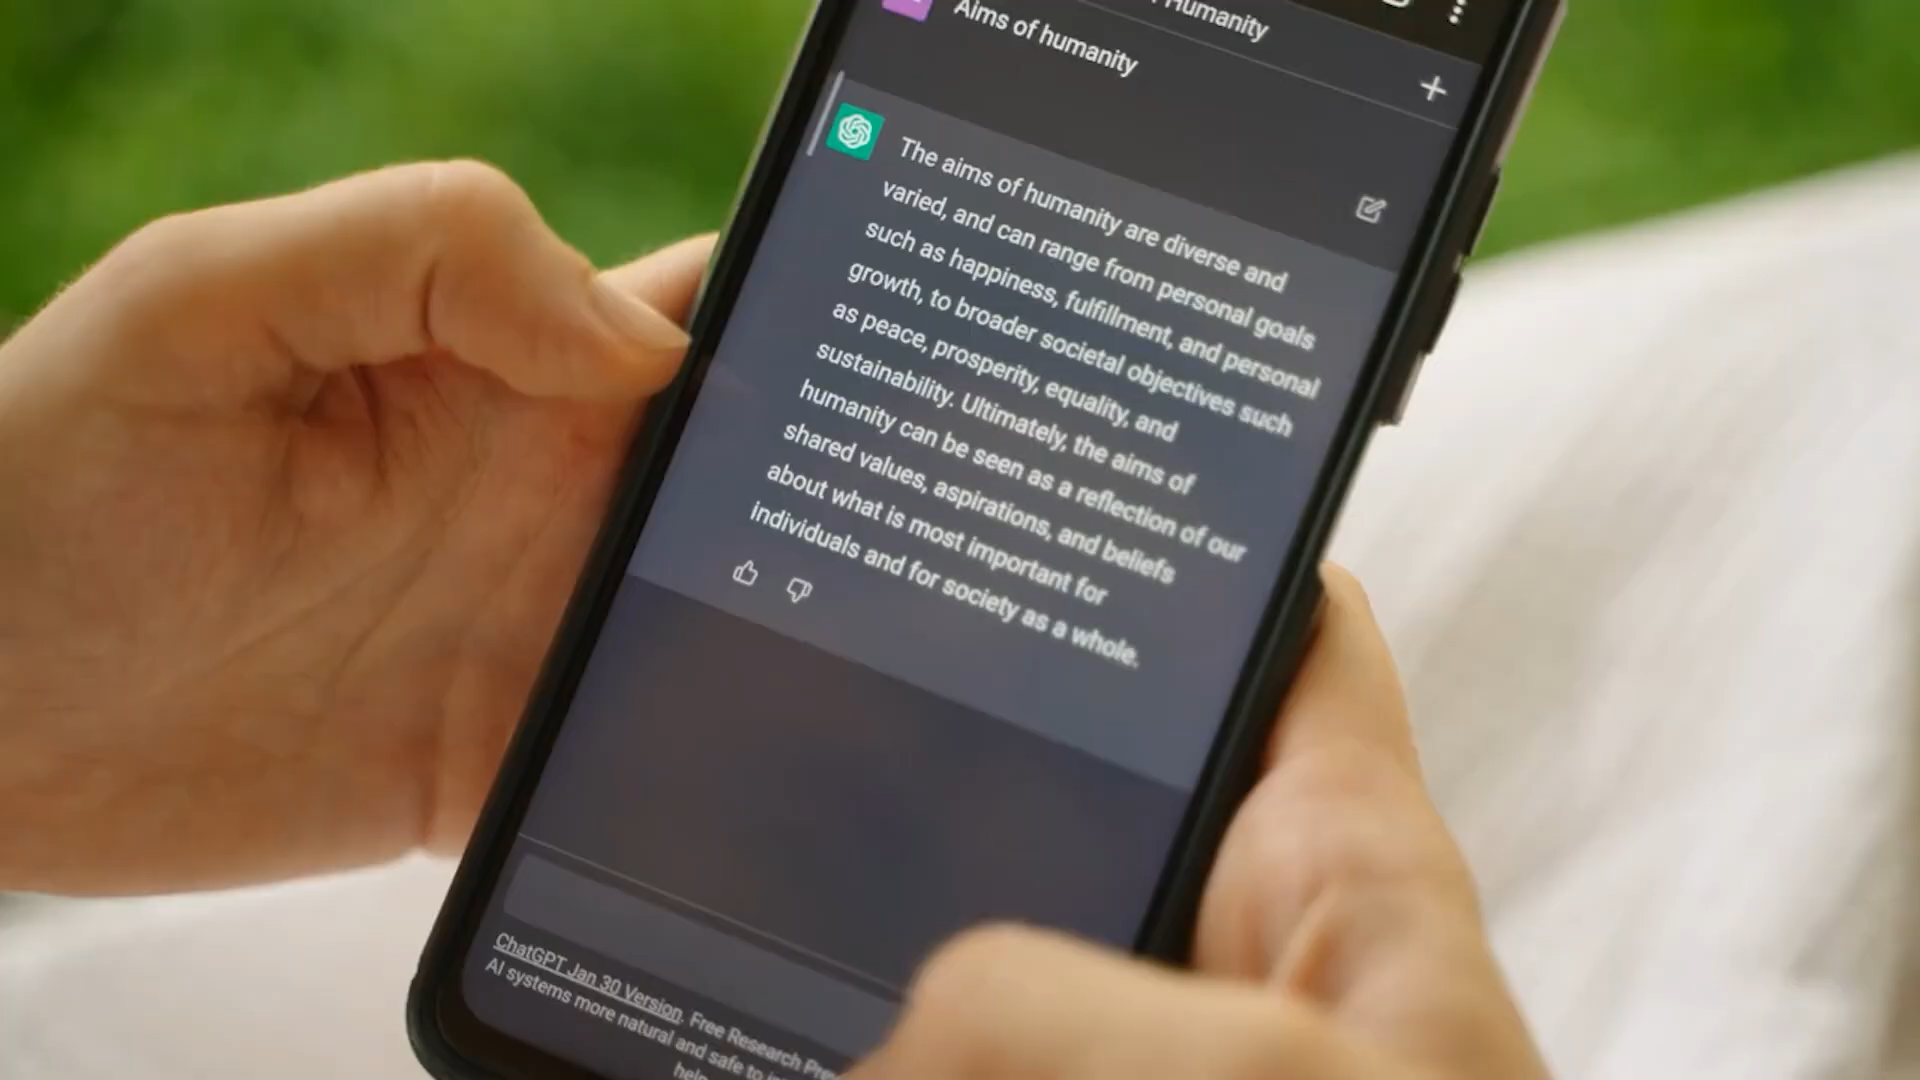 Humanity
Aims of humanity
The aims of humanity are diverse and
varied, and can range from personal goals
such as happiness, fulfillment, and personal
growth, to broader societal objectives such
as peace, prosperity, equality, and
sustainability. Ultimately, the aims of
humanity can be seen as a reflection of our
shared values, aspirations, and beliefs
about what is most important for
individuals and for society as a whole.
ChatGPT Jan 30 Version. Free Research
AI systems more natural and safe to